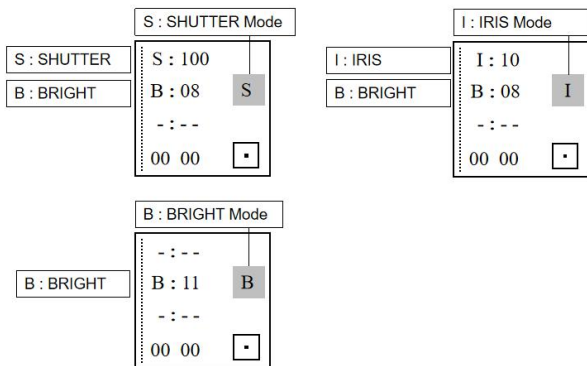 S : SHUTTER Mode
S : SHUTTER
S : 100
B : BRIGHT
B : 08
S
- : - -
00 00
I : IRIS Mode
I : IRIS
I : 10
B : BRIGHT
B : 08
I
- : - -
00 00
B : BRIGHT Mode
- : - -
B : BRIGHT
B : 11
B
- : - -
00 00